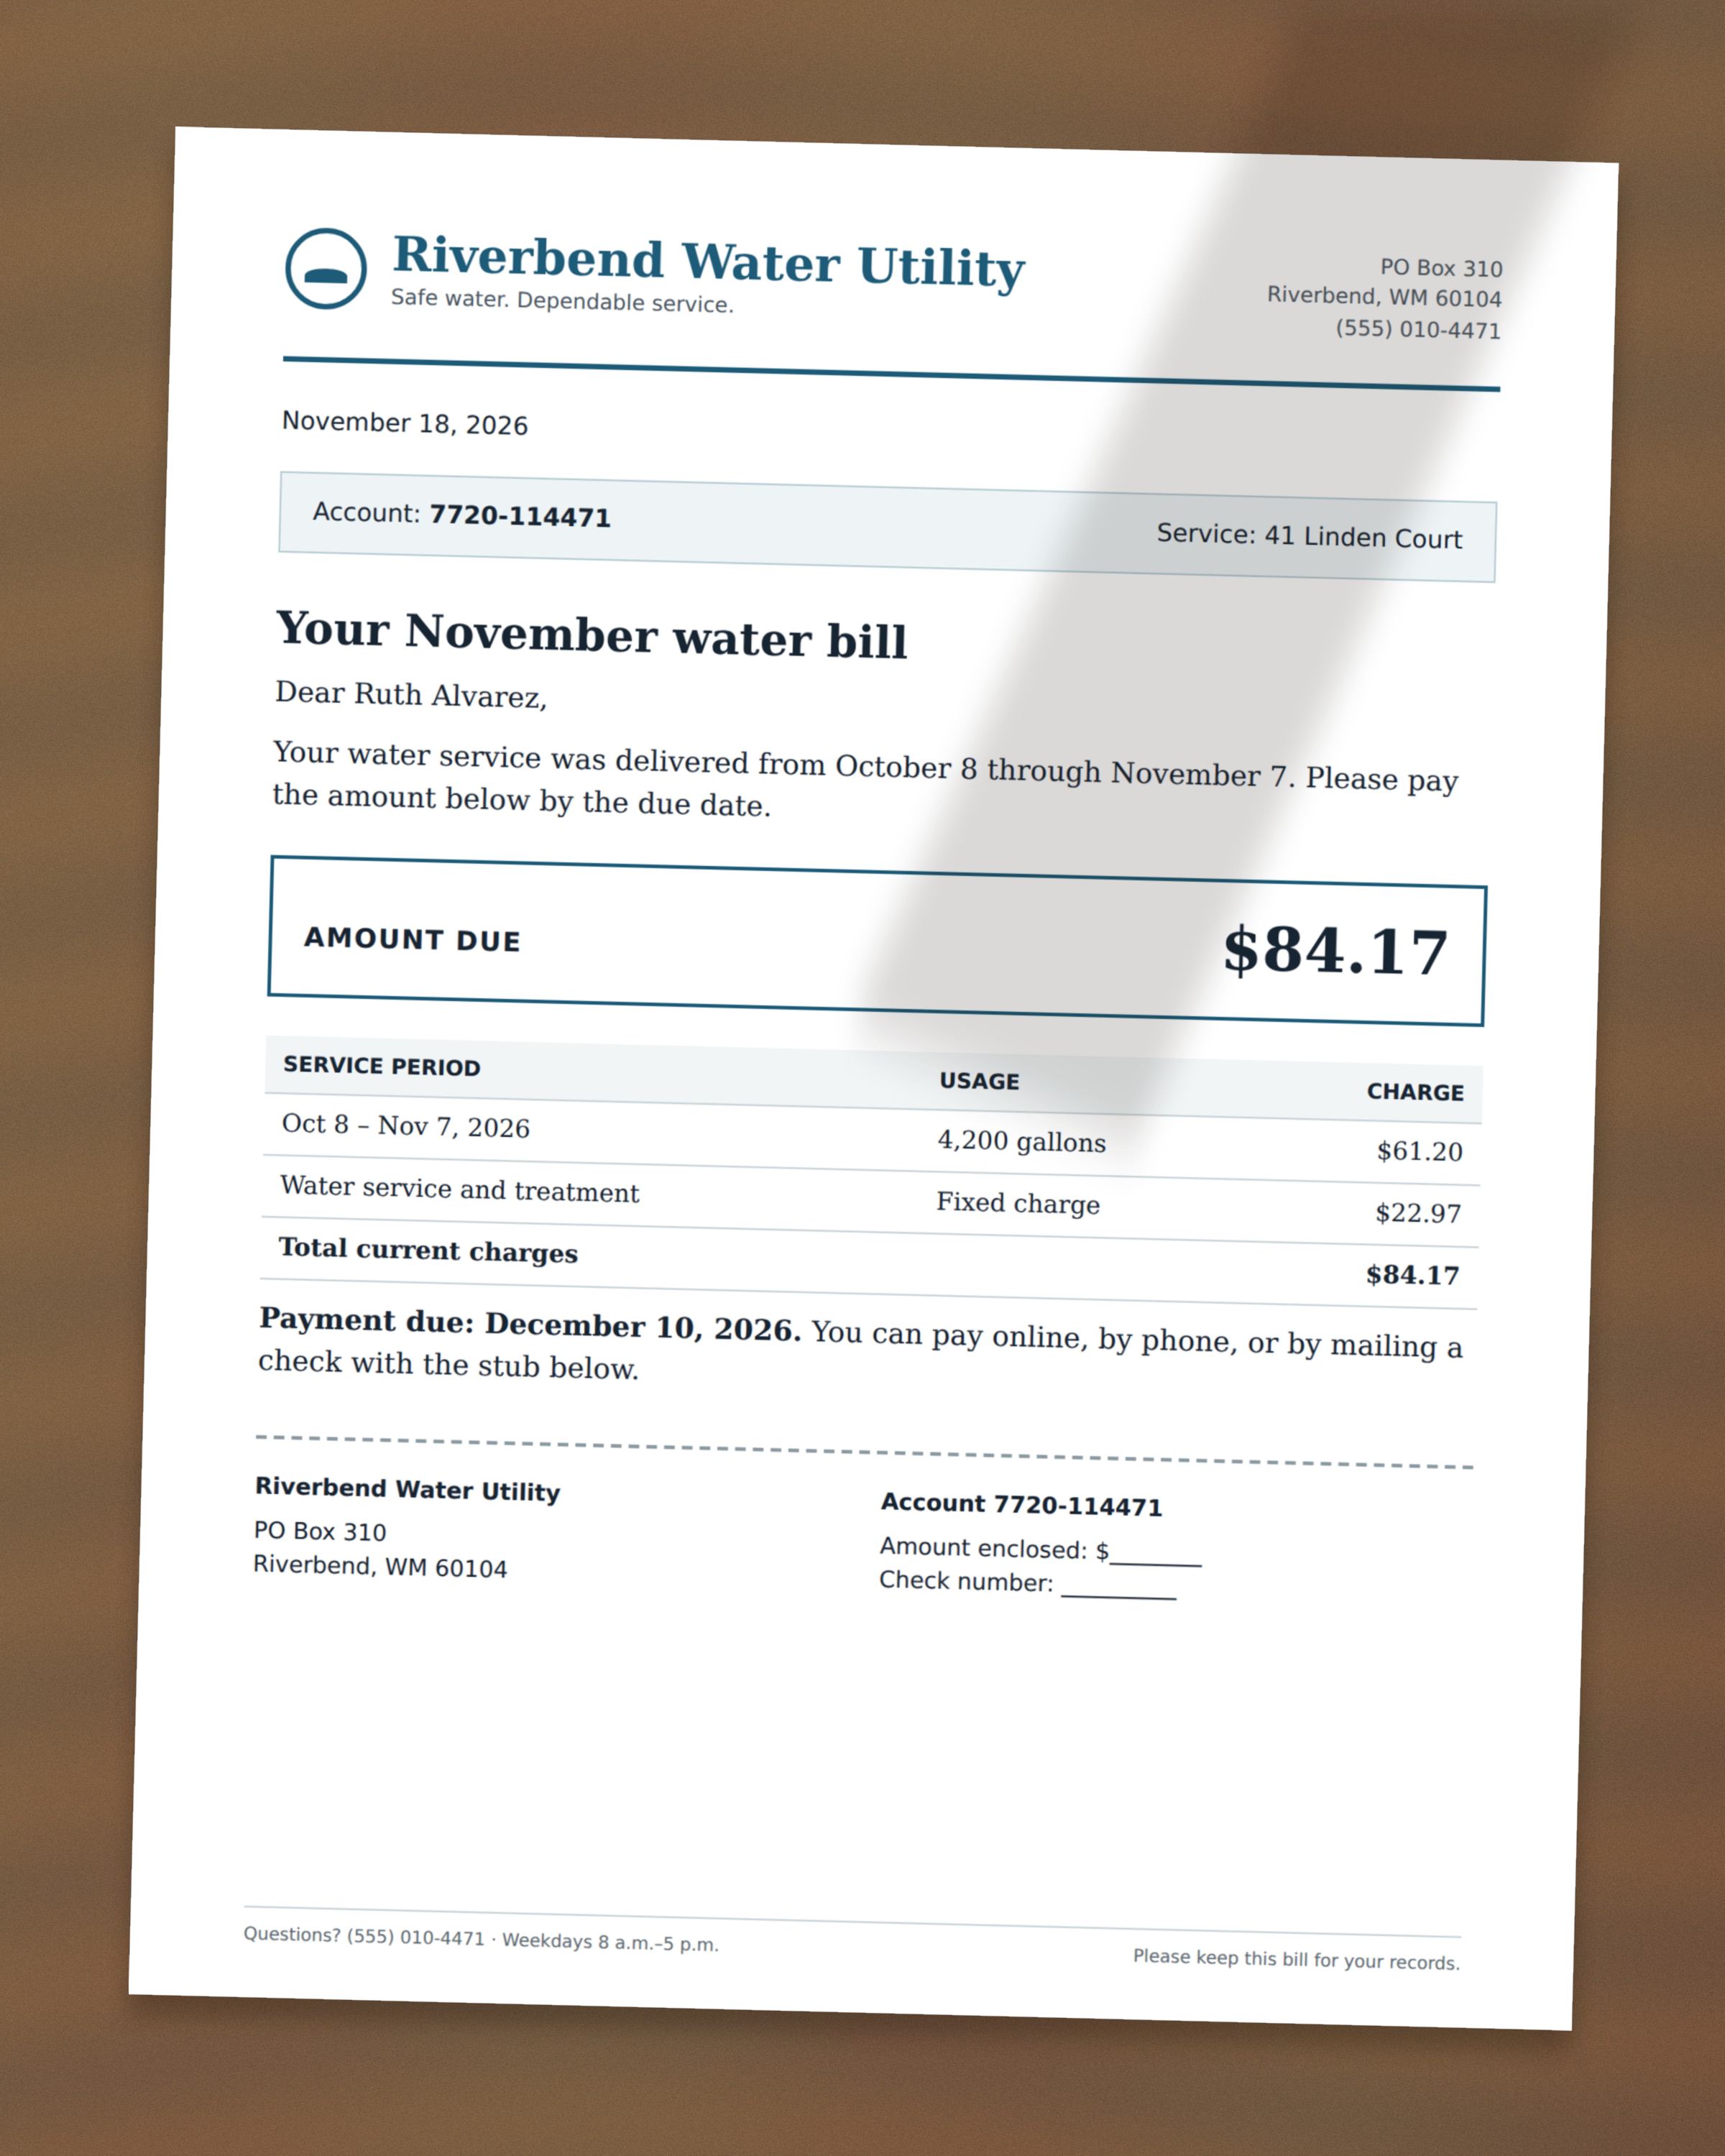 Riverbend Water Utility
Safe water. Dependable service.
PO Box 310
Riverbend, WM 60104
(555) 010-4471
November 18, 2026
Account: 7720-114471 Service: 41 Linden Court
Your November water bill
Dear Ruth Alvarez,
Your water service was delivered from October 8 through November 7. Please pay
the amount below by the due date.
AMOUNT DUE $84.17
SERVICE PERIOD USAGE CHARGE
Oct 8 – Nov 7, 2026 4,200 gallons $61.20
Water service and treatment Fixed charge $22.97
Total current charges $84.17
Payment due: December 10, 2026. You can pay online, by phone, or by mailing a
check with the stub below.
Riverbend Water Utility
PO Box 310
Riverbend, WM 60104
Account 7720-114471
Amount enclosed: $________
Check number: __________
Questions? (555) 010-4471 · Weekdays 8 a.m.–5 p.m. Please keep this bill for your records.